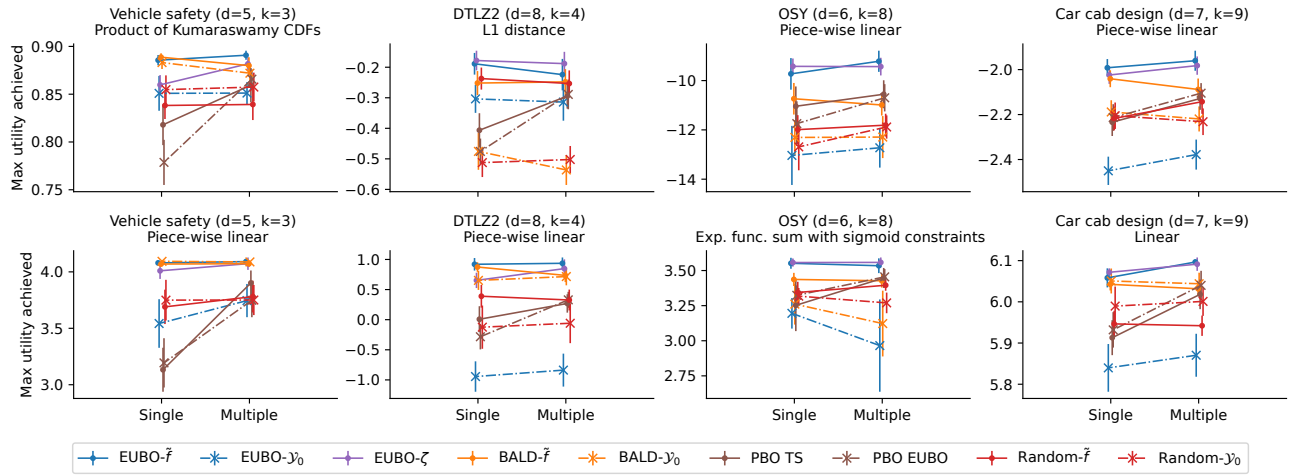 Vehicle safety (d=5, k=3)
Product of Kumaraswamy CDFs
DTLZ2 (d=8, k=4)
L1 distance
OSY (d=6, k=8)
Piece-wise linear
Car cab design (d=7, k=9)
Piece-wise linear
Max utility achieved
0.90
0.85
0.80
0.75
−0.2
−0.3
−0.4
−0.5
−0.6
−10
−12
−14
−2.0
−2.2
−2.4
Vehicle safety (d=5, k=3)
Piece-wise linear
DTLZ2 (d=8, k=4)
Piece-wise linear
OSY (d=6, k=8)
Exp. func. sum with sigmoid constraints
Car cab design (d=7, k=9)
Linear
Max utility achieved
4.0
3.5
3.0
1.0
0.5
0.0
−0.5
−1.0
3.50
3.25
3.00
2.75
6.1
6.0
5.9
5.8
Single Multiple
Single Multiple
Single Multiple
Single Multiple
EUBO-f̃ EUBO-𝒴₀ EUBO-ζ BALD-f̃ BALD-𝒴₀ PBO TS PBO EUBO Random-f̃ Random-𝒴₀